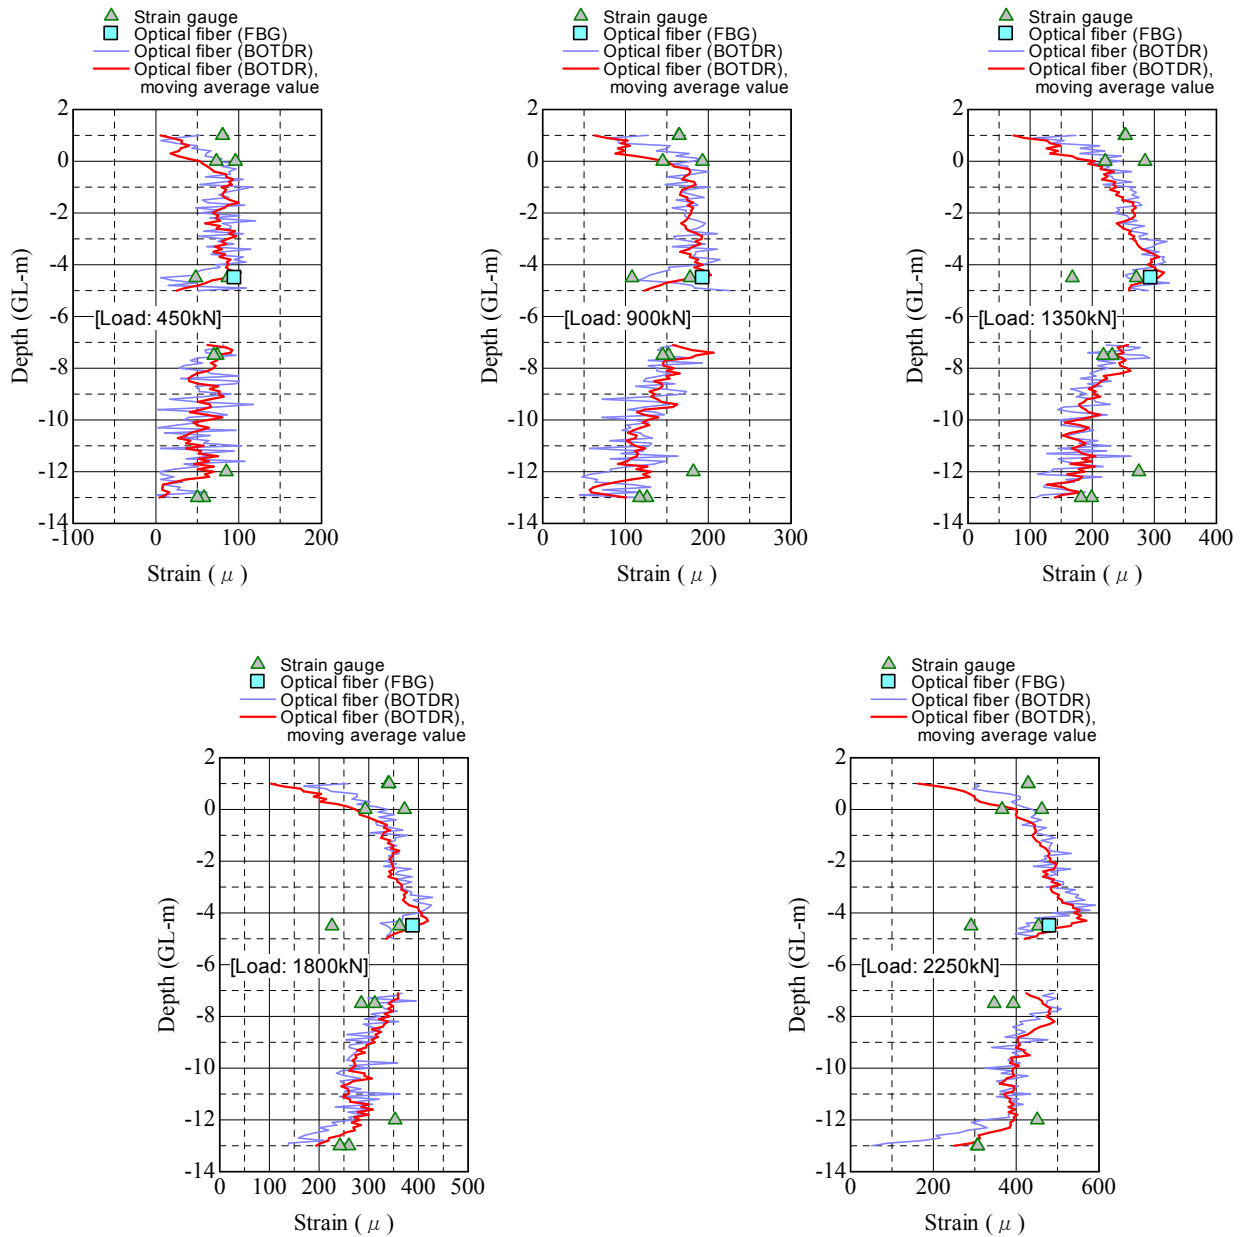 Strain gauge
Optical fiber (FBG)
Optical fiber (BOTDR)
Optical fiber (BOTDR),
moving average value
2
0
-2
-4
-6
-8
-10
-12
-14
Depth (GL-m)
[Load: 450kN]
-100 0 100 200
Strain ( μ )
Strain gauge
Optical fiber (FBG)
Optical fiber (BOTDR)
Optical fiber (BOTDR),
moving average value
2
0
-2
-4
-6
-8
-10
-12
-14
Depth (GL-m)
[Load: 900kN]
0 100 200 300
Strain ( μ )
Strain gauge
Optical fiber (FBG)
Optical fiber (BOTDR)
Optical fiber (BOTDR),
moving average value
2
0
-2
-4
-6
-8
-10
-12
-14
Depth (GL-m)
[Load: 1350kN]
0 100 200 300 400
Strain ( μ )
Strain gauge
Optical fiber (FBG)
Optical fiber (BOTDR)
Optical fiber (BOTDR),
moving average value
2
0
-2
-4
-6
-8
-10
-12
-14
Depth (GL-m)
[Load: 1800kN]
0 100 200 300 400 500
Strain ( μ )
Strain gauge
Optical fiber (FBG)
Optical fiber (BOTDR)
Optical fiber (BOTDR),
moving average value
2
0
-2
-4
-6
-8
-10
-12
-14
Depth (GL-m)
[Load: 2250kN]
0 200 400 600
Strain ( μ )